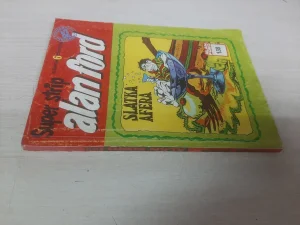 Super strip
6
alan ford
SLATKA
AFERA